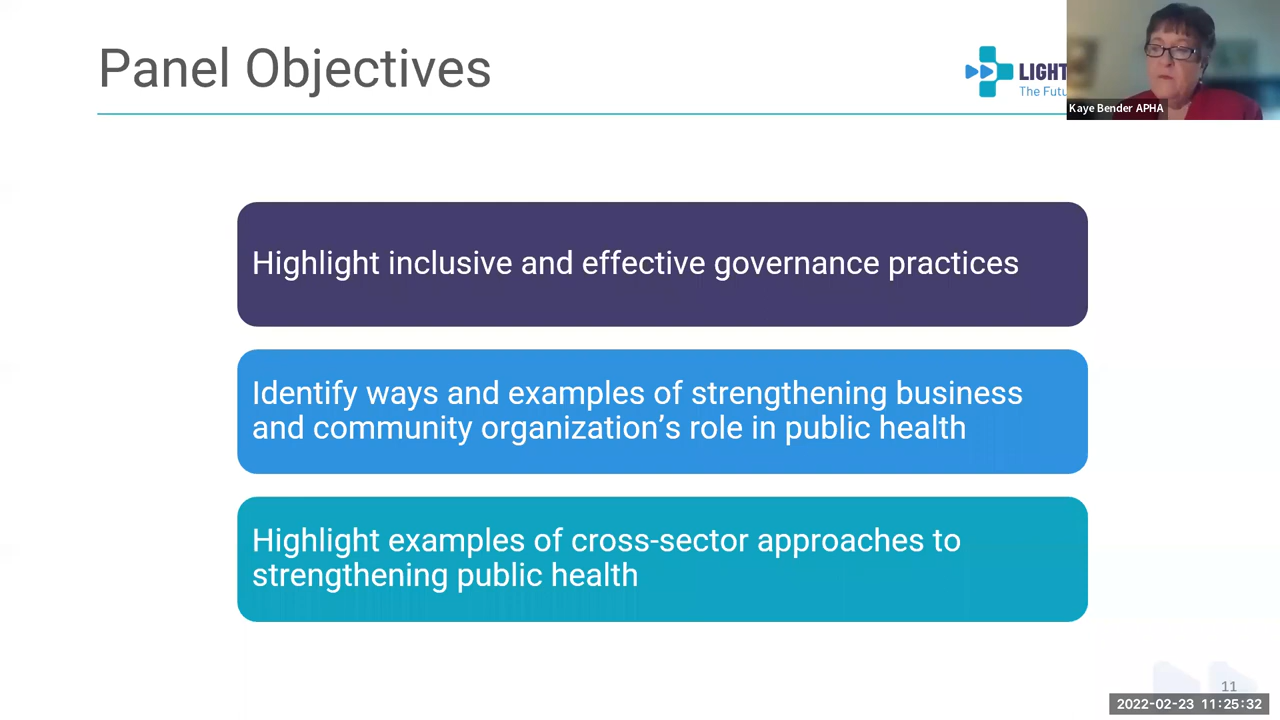 Panel Objectives
LIGHT
The Futu
Kaye Bender APHA
Highlight inclusive and effective governance practices
Identify ways and examples of strengthening business
and community organization’s role in public health
Highlight examples of cross-sector approaches to
strengthening public health
11
2022-02-23 11:25:32